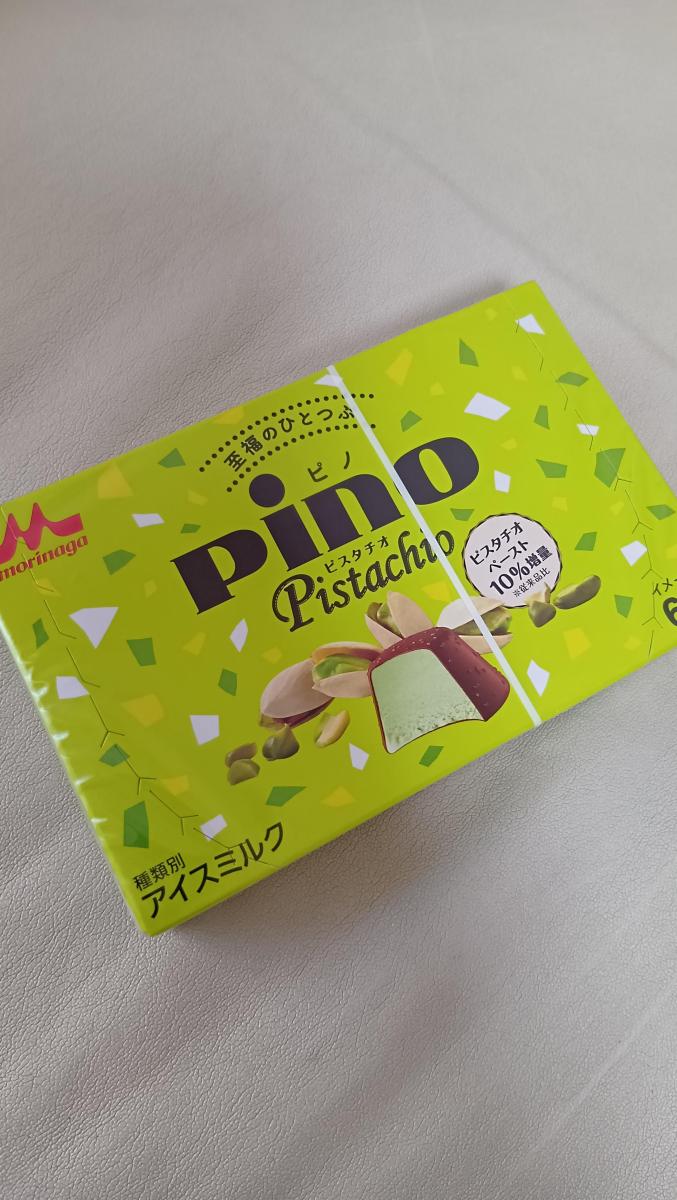 至福のひとつぶ
ピノ
pino
ピスタチオ
Pistachio
morinaga
ピスタチオ
ペースト
10%増量
※従来品比
種類別
アイスミルク